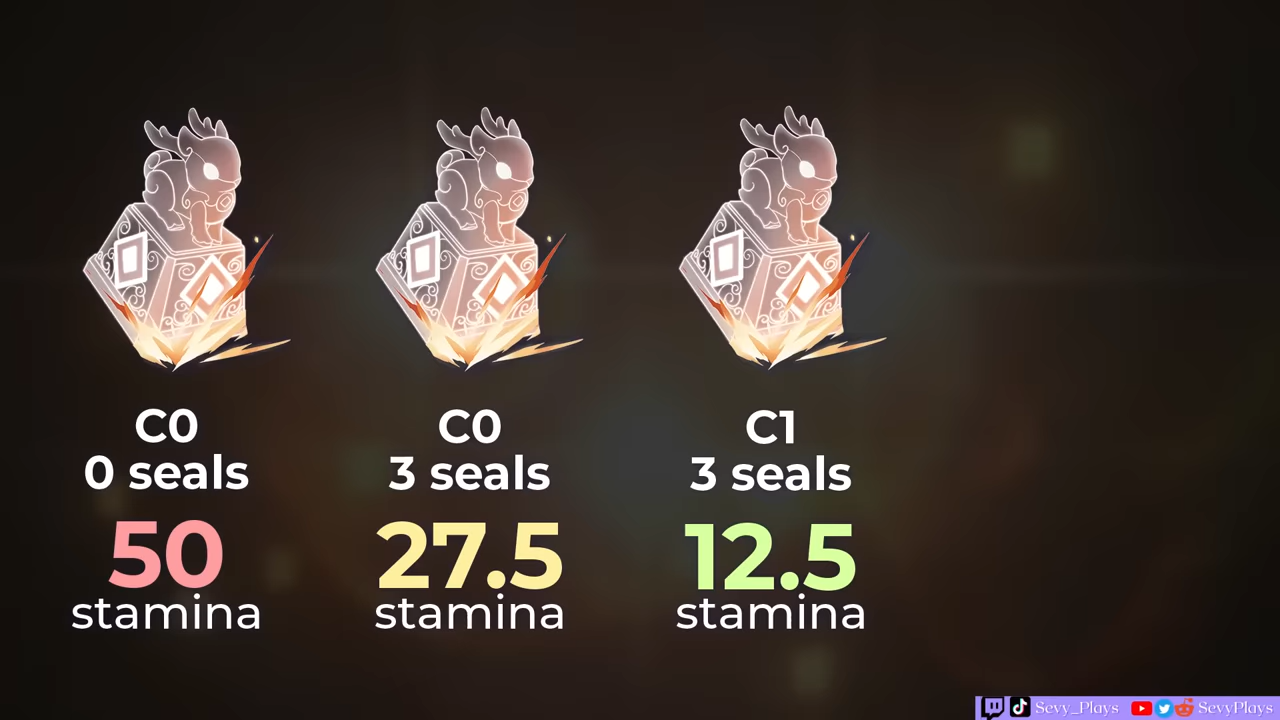 C0
0 seals
50
stamina
C0
3 seals
27.5
stamina
C1
3 seals
12.5
stamina
Sevy_Plays SevyPlays